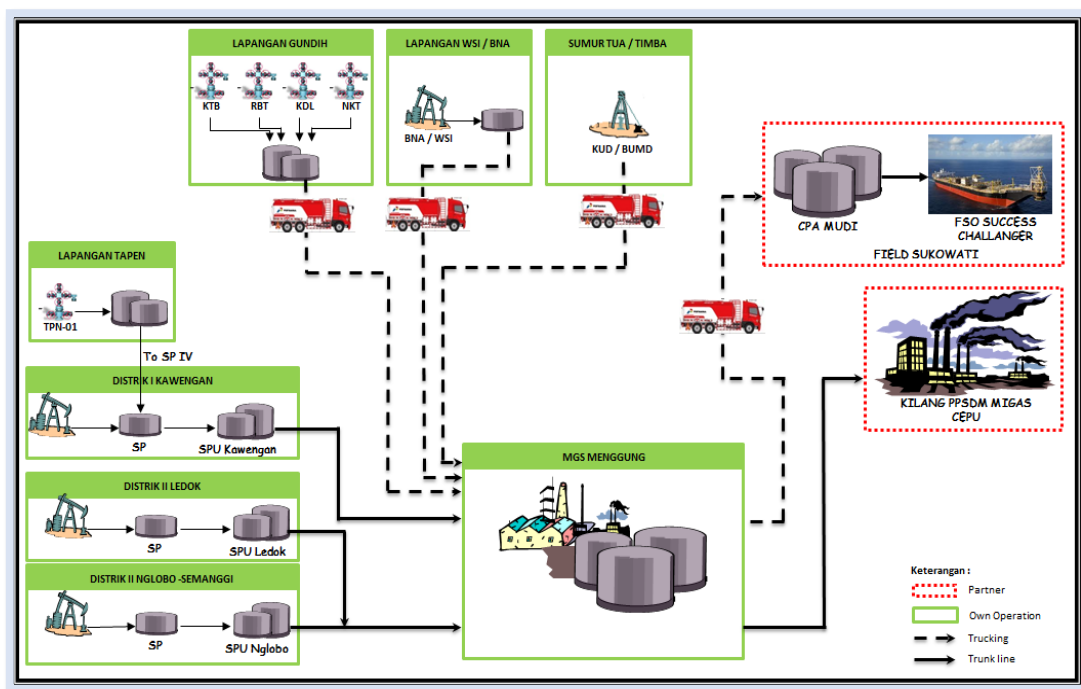 LAPANGAN GUNDIH
KTB
RBT
KDL
NKT
LAPANGAN WSI / BNA
BNA / WSI
SUMUR TUA / TIMBA
KUD / BUMD
CPA MUDI
FSO SUCCESS
CHALLANGER
FIELD SUKOWATI
LAPANGAN TAPEN
TPN-01
To SP IV
DISTRIK I KAWENGAN
SP
SPU Kawengan
KILANG PPSDM MIGAS
CEPU
DISTRIK II LEDOK
SP
SPU Ledok
DISTRIK II NGLOBO -SEMANGGI
SP
SPU Nglobo
MGS MENGGUNG
Keterangan :
Partner
Own Operation
Trucking
Trunk line